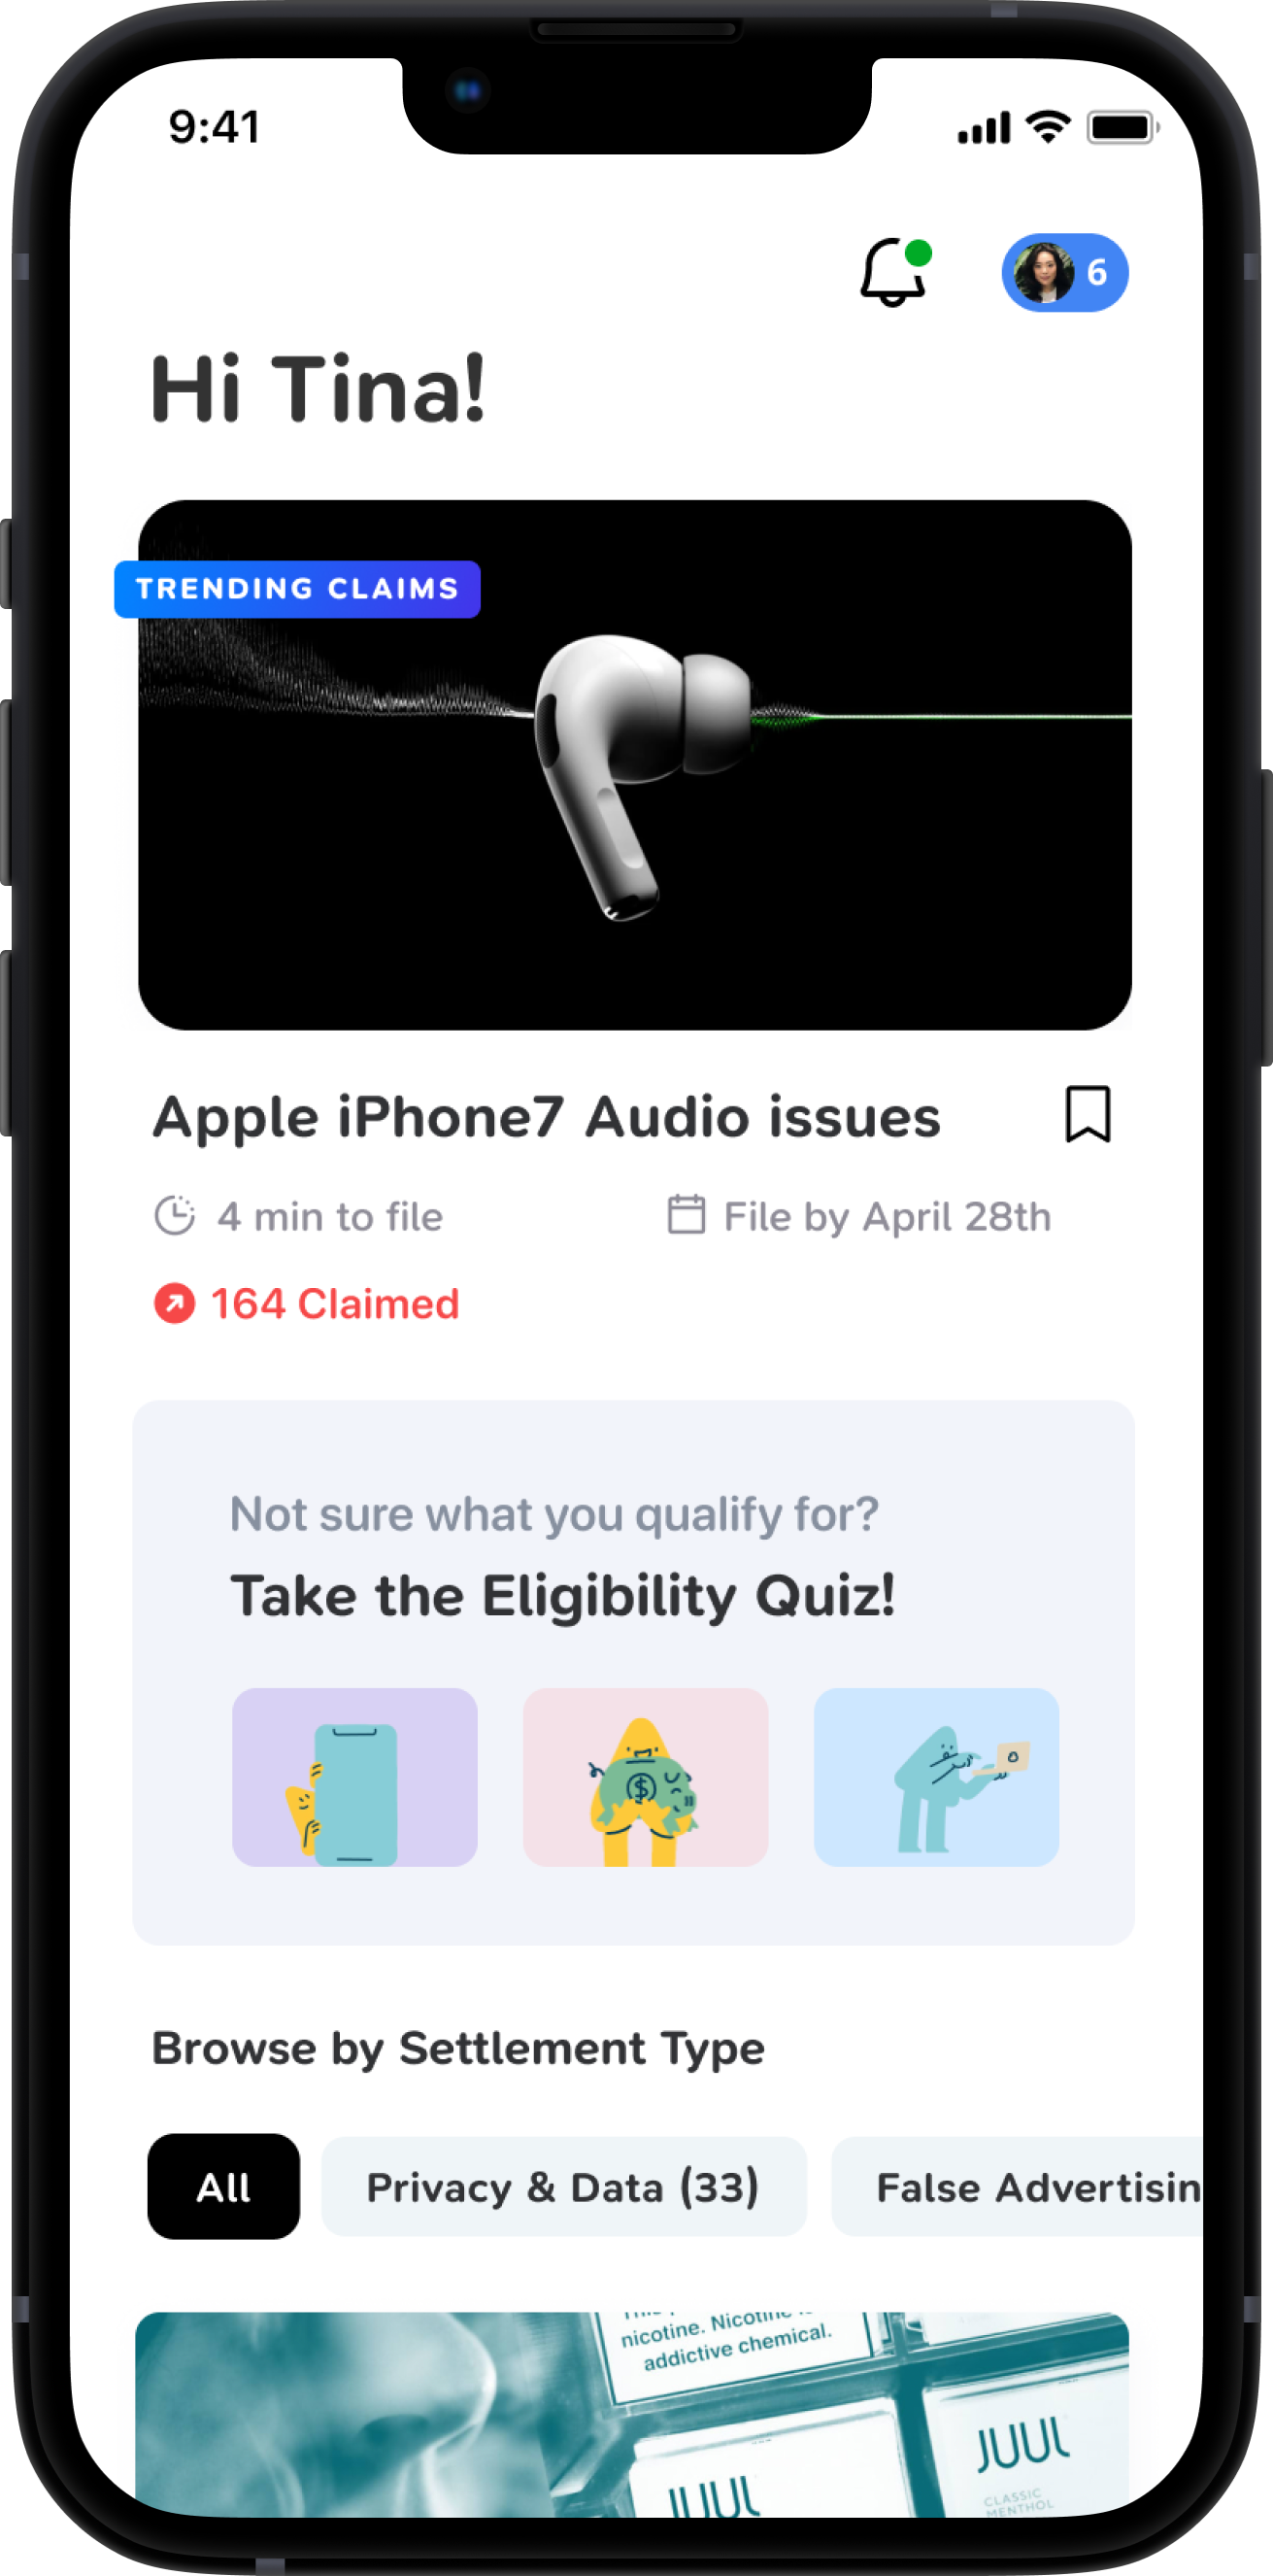 9:41
6
Hi Tina!
TRENDING CLAIMS
Apple iPhone7 Audio issues
4 min to file
File by April 28th
164 Claimed
Not sure what you qualify for?
Take the Eligibility Quiz!
$
Browse by Settlement Type
All
Privacy & Data (33)
False Advertisin
nicotine. Nicotine
addictive chemical.
JUUL
CLASSIC
MENTHOL
JUUL